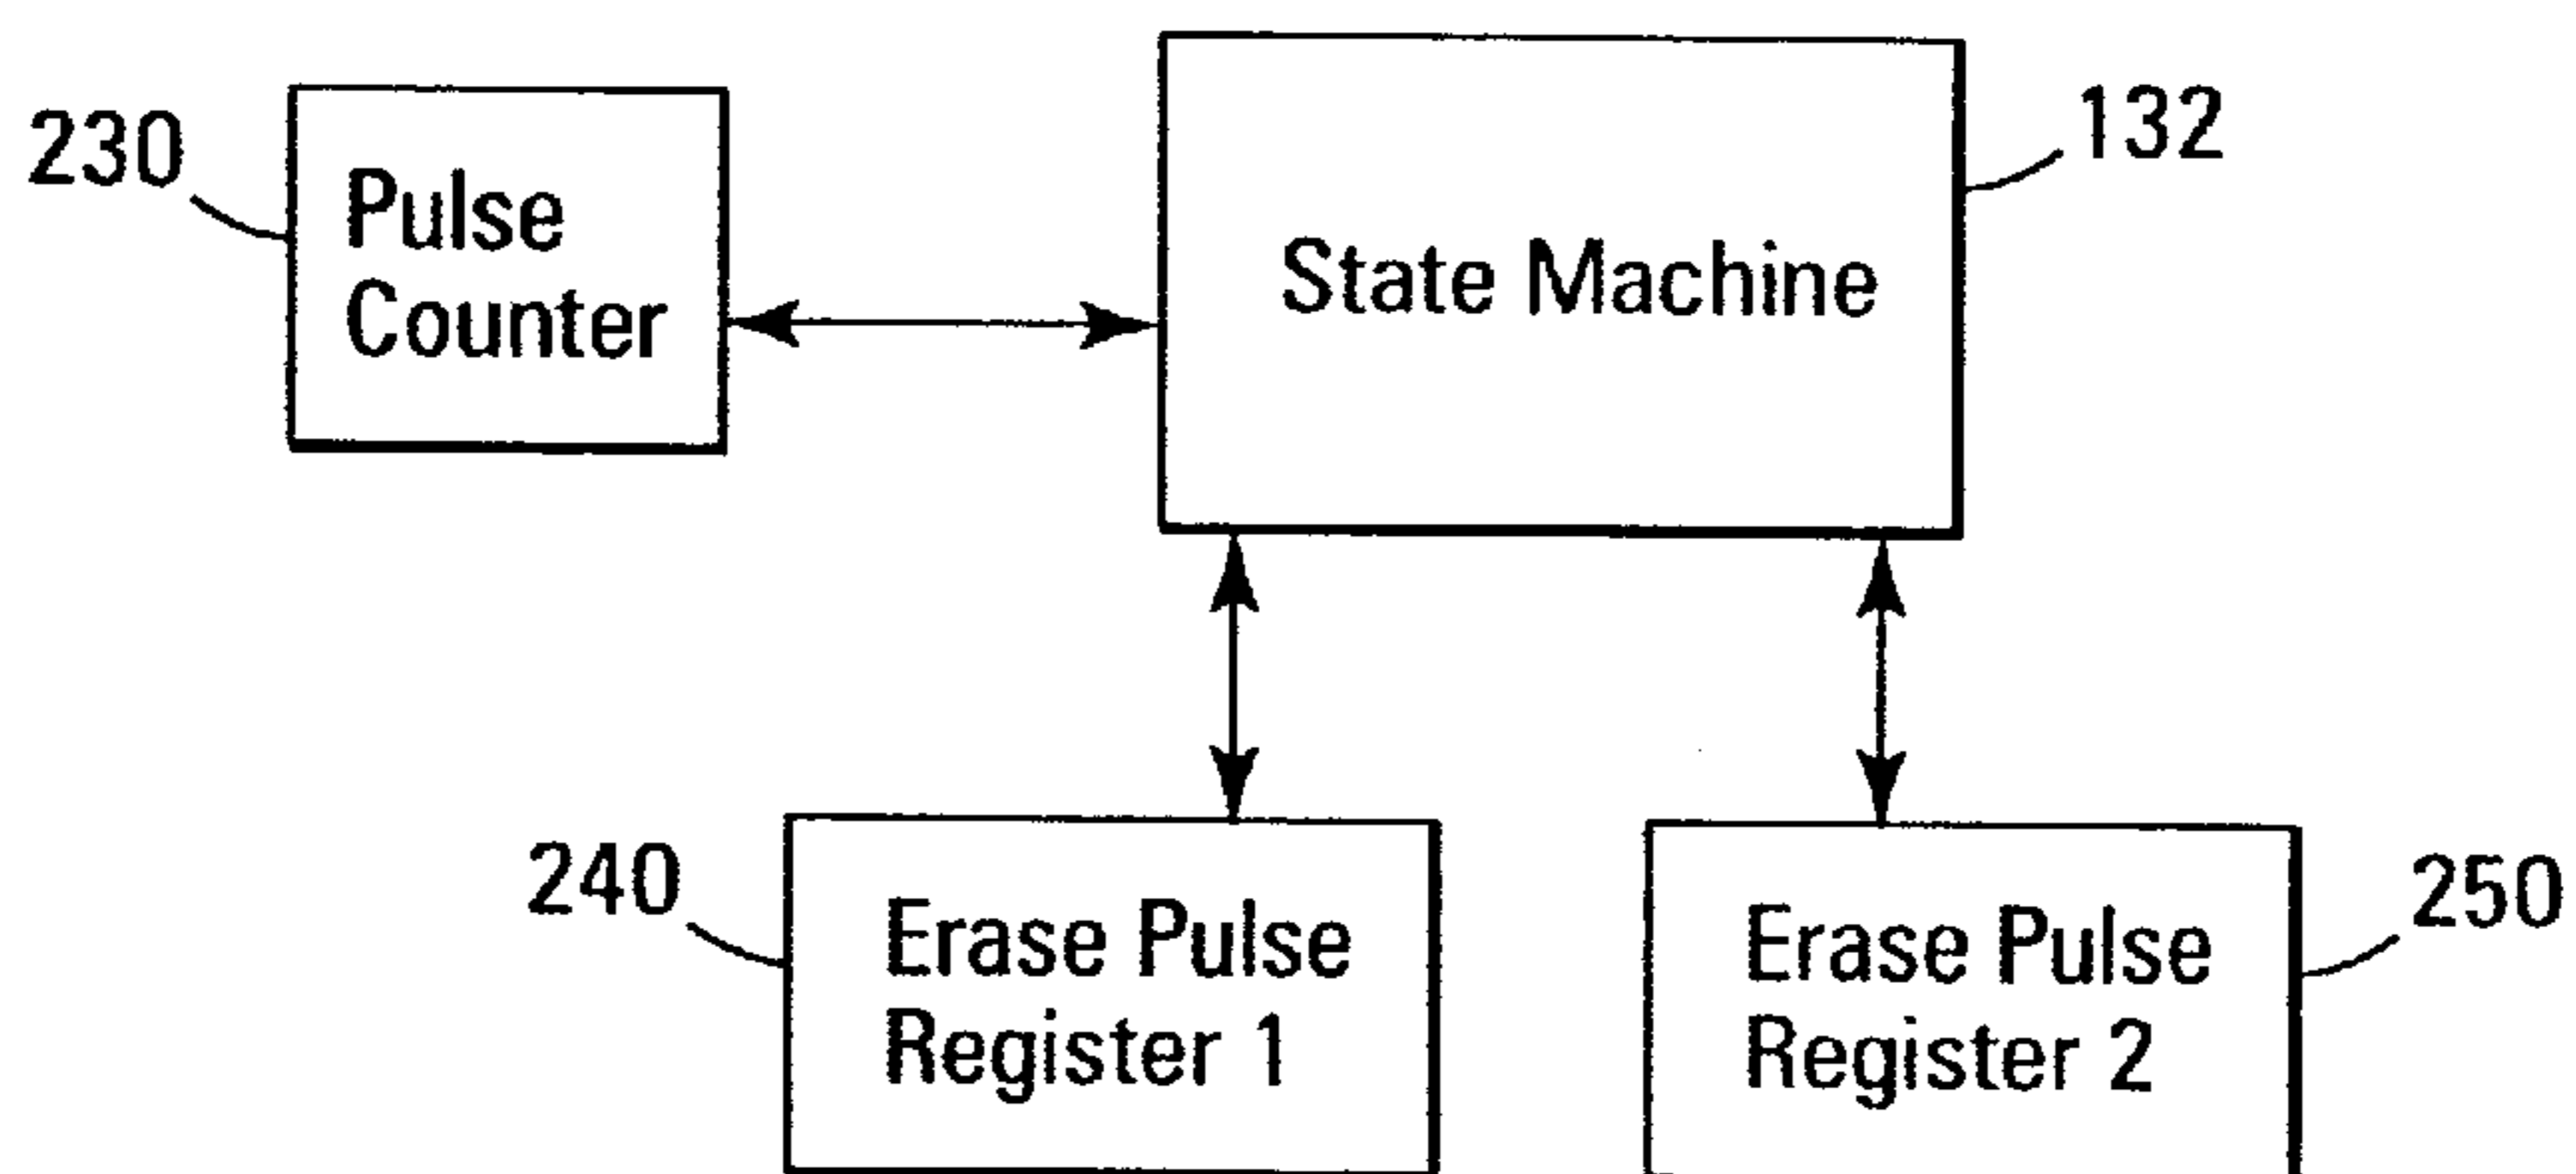 230
Pulse
Counter
State Machine
132
240
Erase Pulse
Register 1
Erase Pulse
Register 2
250